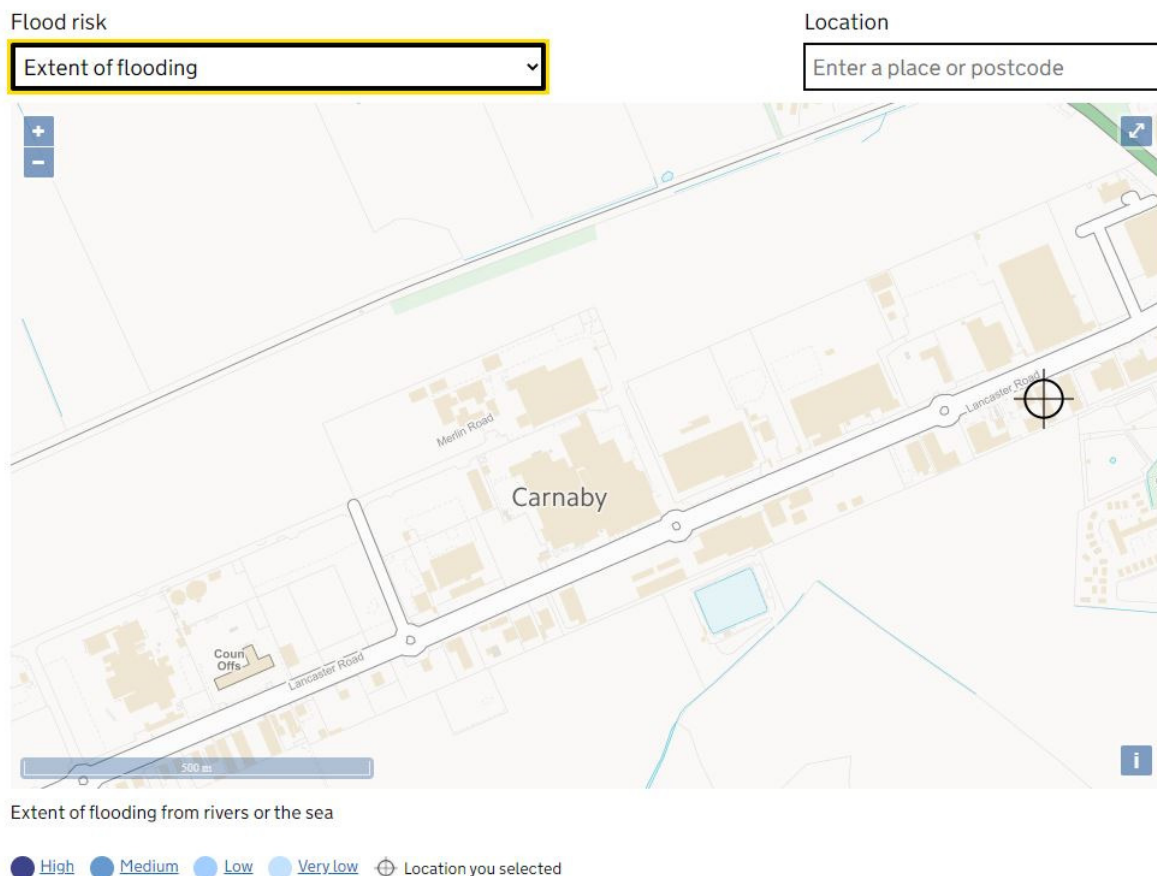 Flood risk
Location
Extent of flooding
Enter a place or postcode
+
-
Lancaster Road
Merlin Road
Carnaby
Coun
Offs
Lancaster Road
500 m
i
Extent of flooding from rivers or the sea
High Medium Low Very low Location you selected